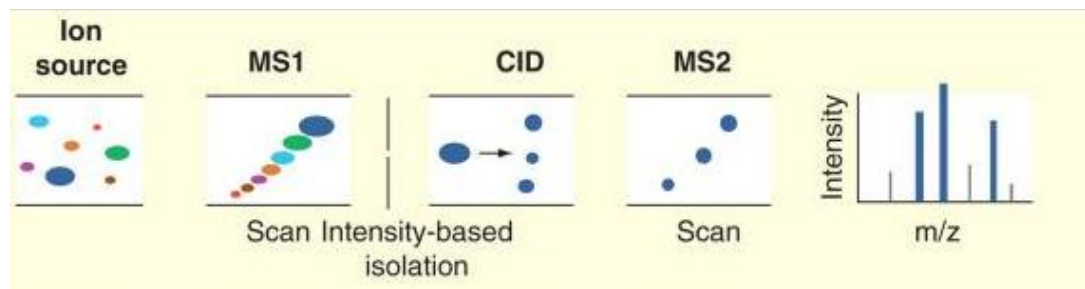 Ion
source
MS1
CID
MS2
Intensity
Scan Intensity-based
isolation
Scan
m/z